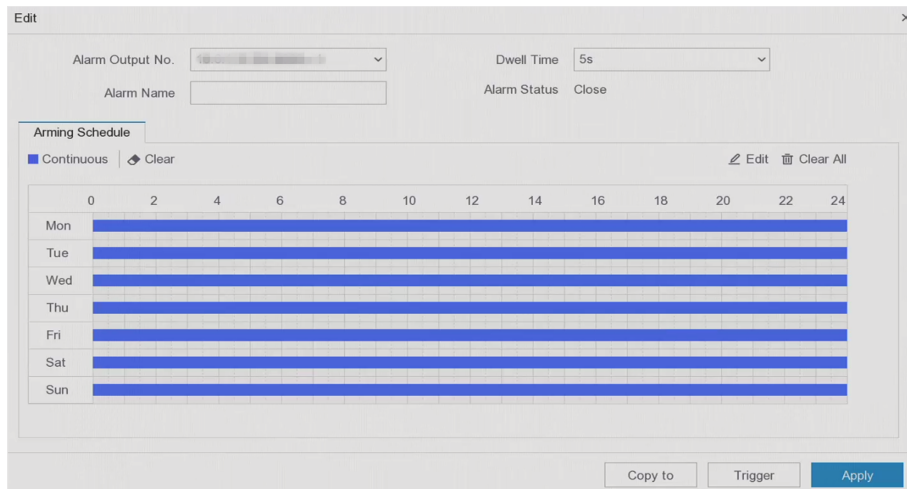 Edit
Alarm Output No.
Dwell Time 5s
Alarm Name
Alarm Status Close
Arming Schedule
Continuous Clear Edit Clear All
0 2 4 6 8 10 12 14 16 18 20 22 24
Mon
Tue
Wed
Thu
Fri
Sat
Sun
Copy to Trigger Apply